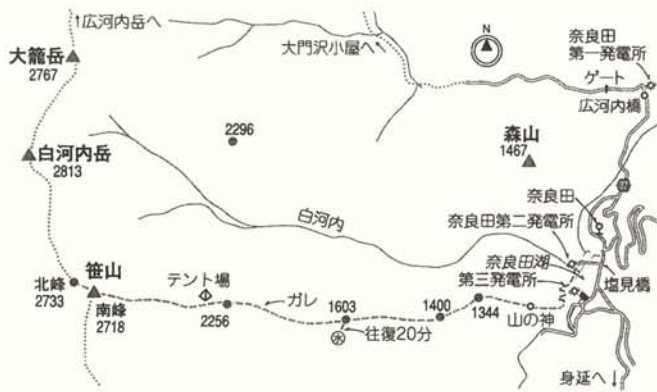 ↑広河内岳へ
大籠岳
2767
大門沢小屋へ
N
奈良田
第一発電所
ゲート
広河内橋
2296
森山
1467
白河内岳
2813
奈良田
白河内
奈良田第二発電所
奈良田湖
第三発電所
塩見橋
北峰
2733
笹山
南峰
2718
テント場
2256
ガレ
1603
水
往復20分
1400
1344
山の神
身延へ↓